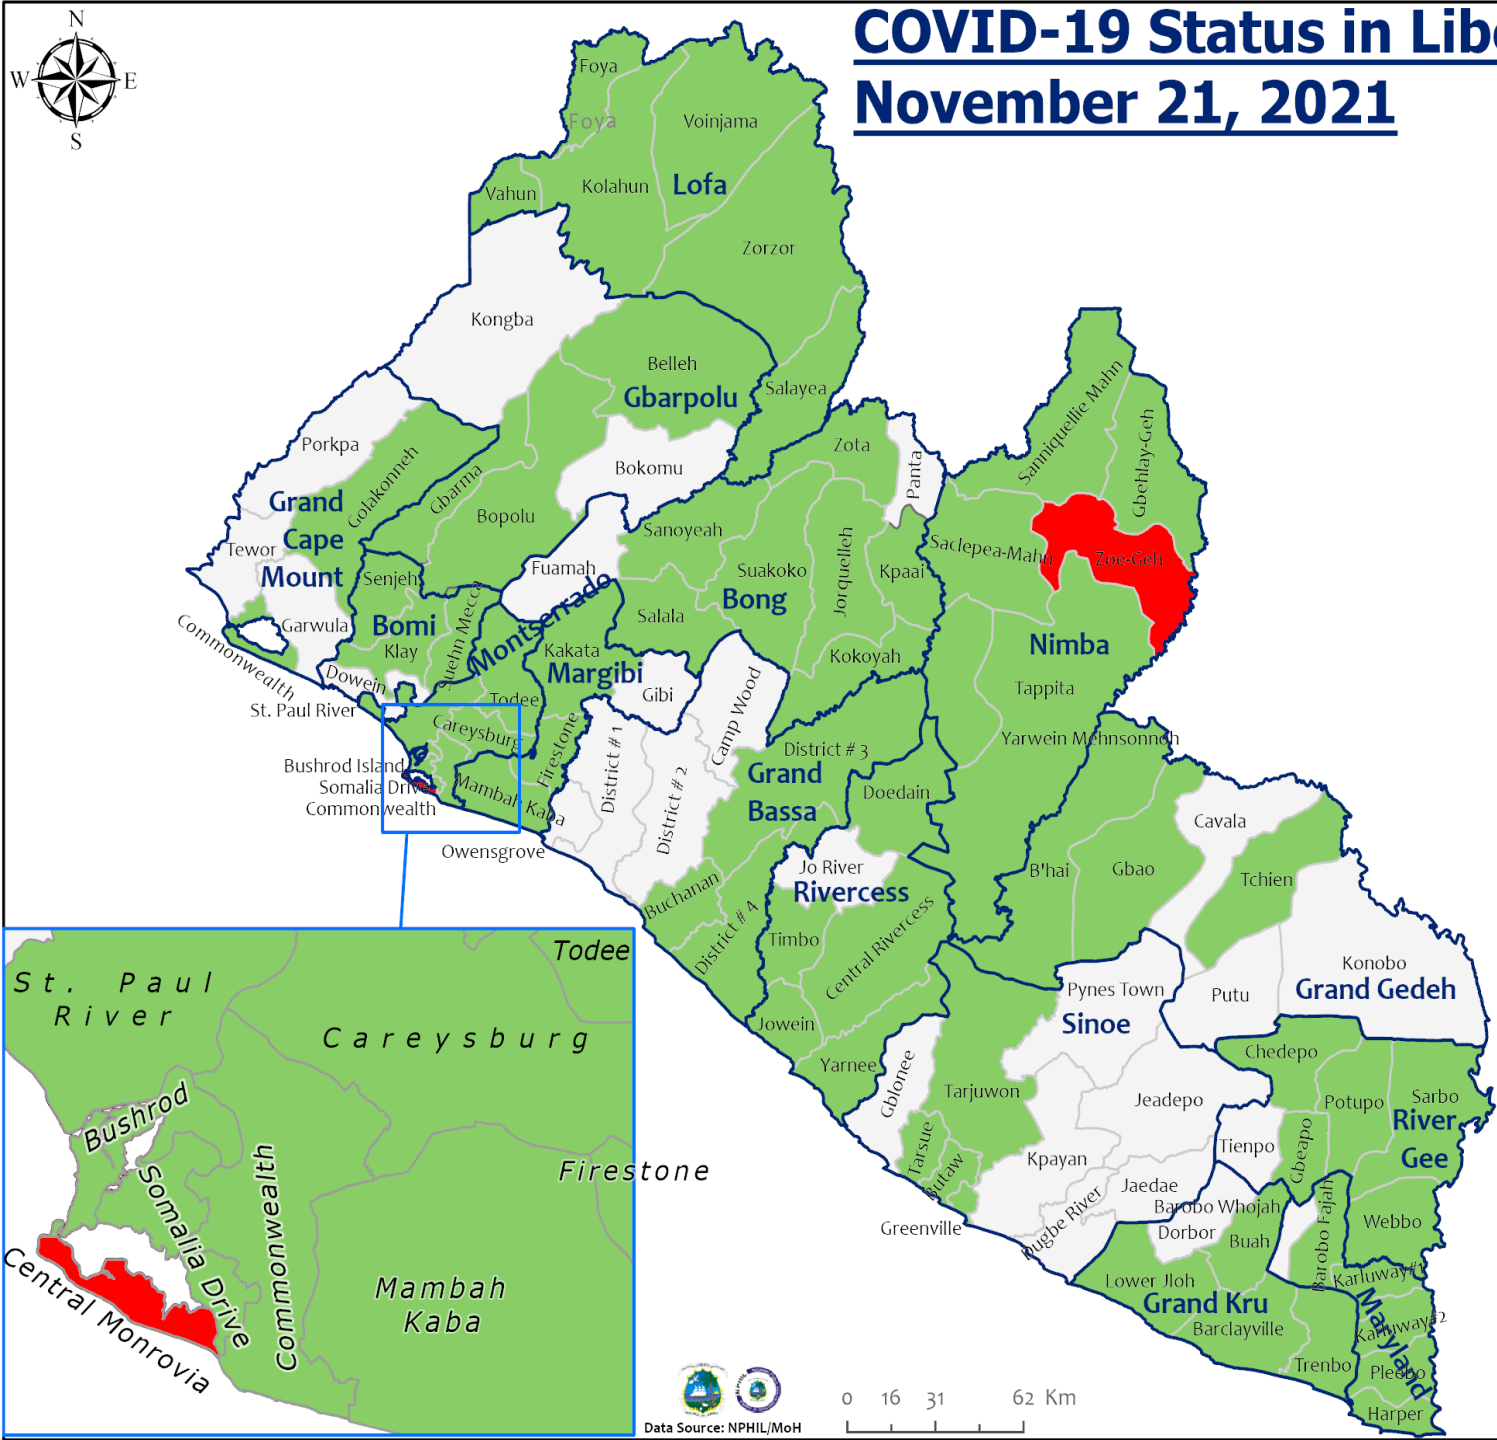 COVID-19 Status in Libe
November 21, 2021
N
W E
S
Foya
Foya
Voinjama
Kolahun
Lofa
Vahun
Zorzor
Kongba
Belleh
Gbarpolu
Salayea
Porkpa
Golakonneh
Gbarma
Bokomu
Bopolu
Zota
Panta
Sanniquellie Mahn
Gbehlay-Geh
Grand
Cape
Mount
Tewor
Senjeh
Fuamah
Sanoyeah
Suakoko
Jorquelleh
Kpaai
Saclepea-Mahn
Zoe-Geh
Commonwealth
Garwula
Bomi
Klay
Suehn Mecca
Montserrado
Salala
Bong
Kokoyah
Nimba
Tappita
Dowein
Kakata
Margibi
Gibi
Camp Wood
St. Paul River
Todee
Careysburg
Firestone
District # 1
District # 2
District # 3
Yarwein Mehnsonnoh
Bushrod Island
Somalia Drive
Commonwealth
Mambah Kaba
Owensgrove
Grand
Bassa
Doedain
Cavala
Jo River
Rivercess
B'hai
Gbao
Tchien
Buchanan
District # 4
Timbo
Central Rivercess
Konobo
Grand Gedeh
Pynes Town
Putu
Sinoe
Jowein
Yarnee
Gblonee
Tarjuwon
Chedepo
Jeadepo
Potupo
Sarbo
River
Gee
Tarsue
Butaw
Kpayan
Tienpo
Gbeapo
Jaedae
Barobo Whojah
Greenville
Dugbe River
Dorbor
Buah
Barobo Fajah
Webbo
Lower Jloh
Grand Kru
Barclayville
Karluway#1
Karluway#2
Maryland
Trenbo
Pleebo
Harper
Todee
St. Paul
River
Careysburg
Bushrod
Somalia Drive
Commonwealth
Firestone
Central Monrovia
Mambah
Kaba
Data Source: NPHIL/MoH
0 16 31 62 Km